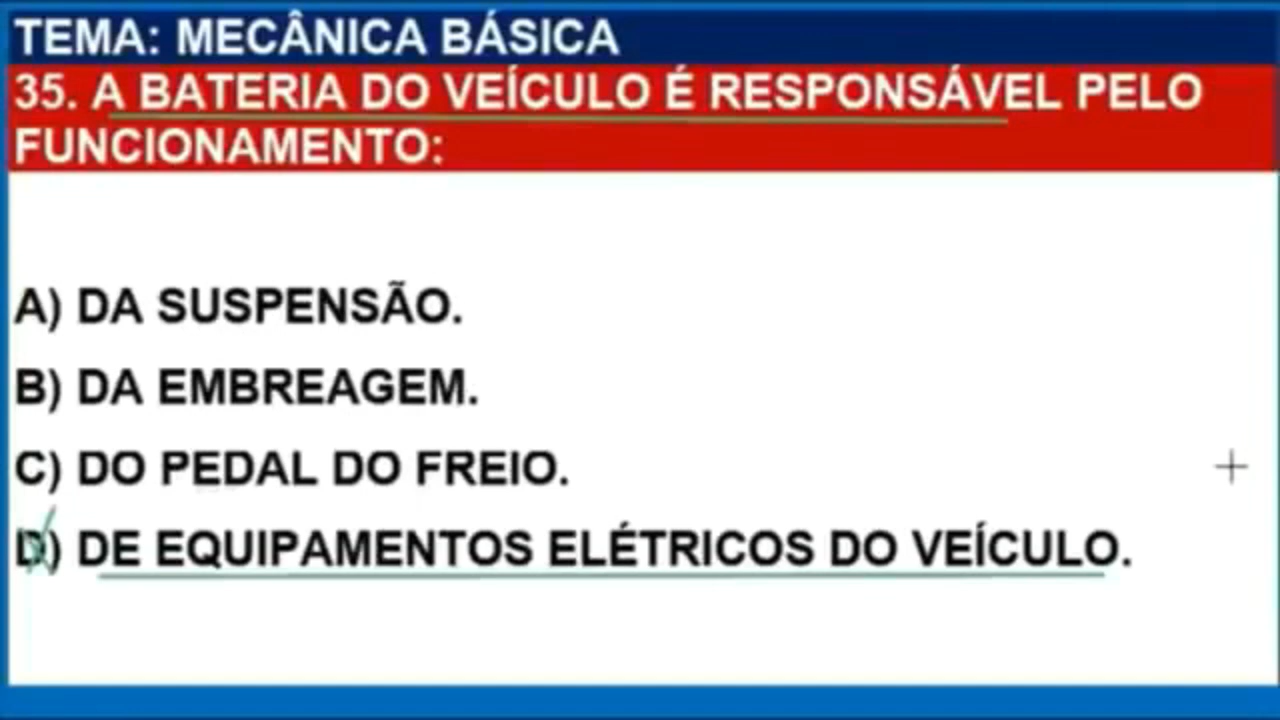 TEMA: MECÂNICA BÁSICA
35. A BATERIA DO VEÍCULO É RESPONSÁVEL PELO
FUNCIONAMENTO:
A) DA SUSPENSÃO.
B) DA EMBREAGEM.
C) DO PEDAL DO FREIO.
D) DE EQUIPAMENTOS ELÉTRICOS DO VEÍCULO.